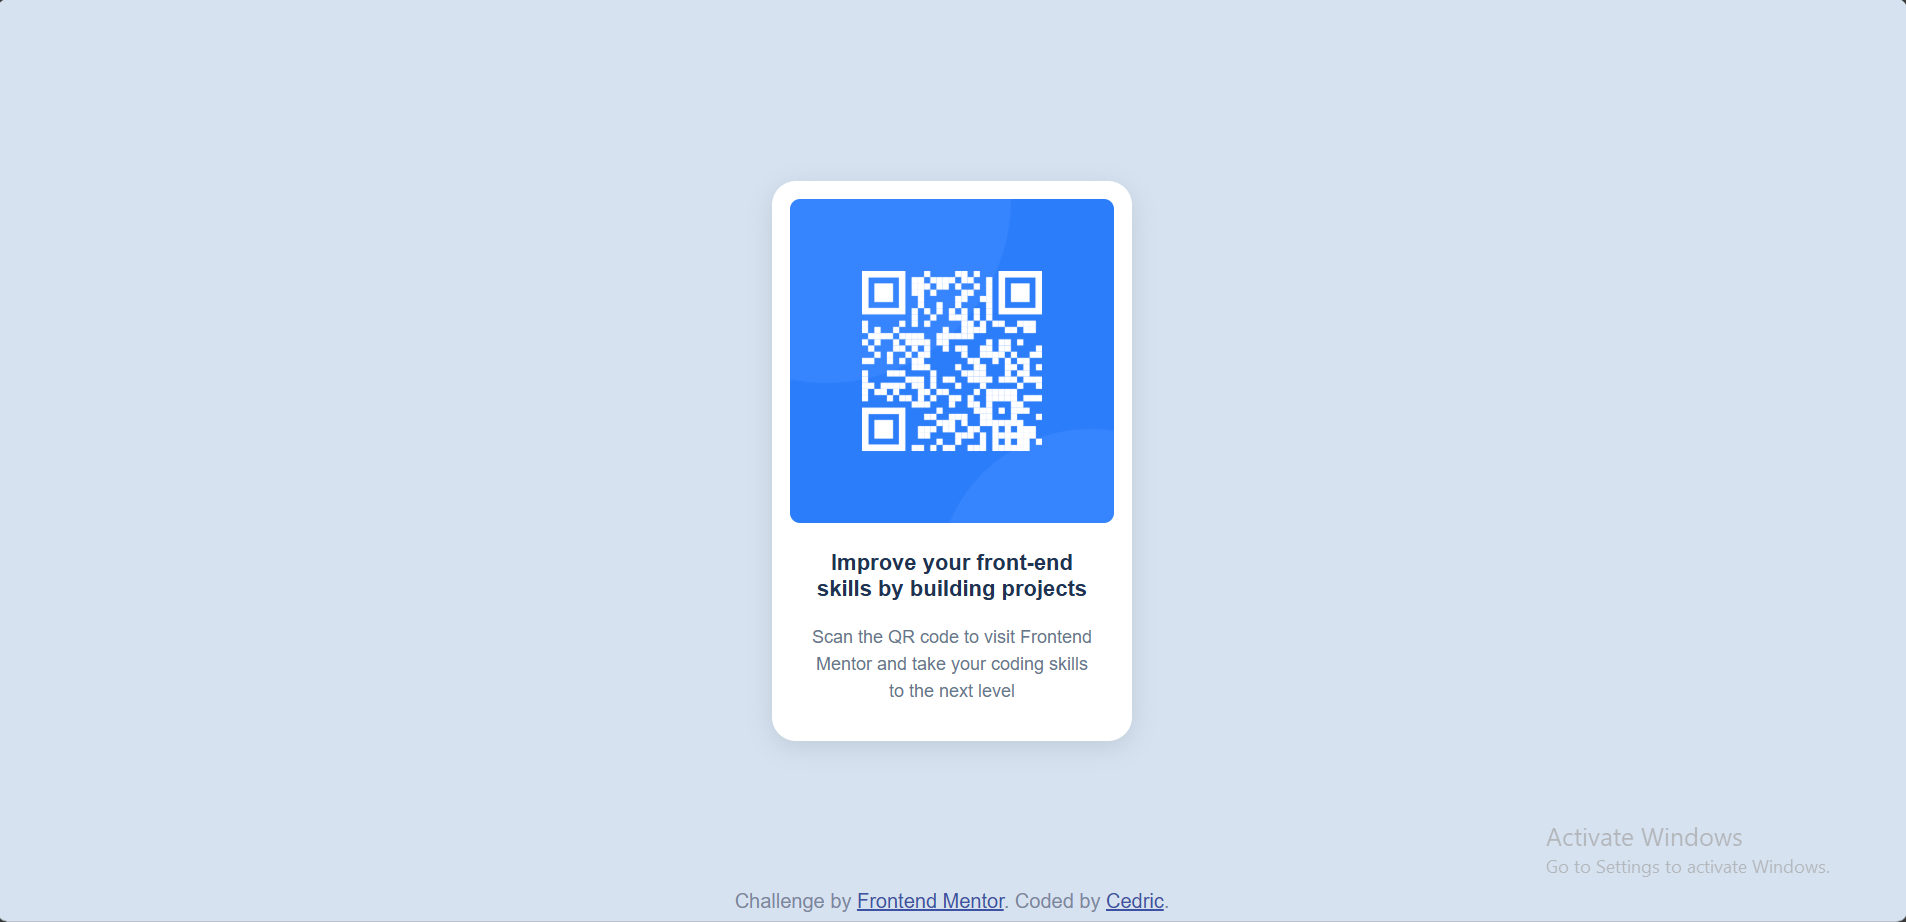 Improve your front-end
skills by building projects
Scan the QR code to visit Frontend
Mentor and take your coding skills
to the next level
Activate Windows
Go to Settings to activate Windows.
Challenge by Frontend Mentor. Coded by Cedric.